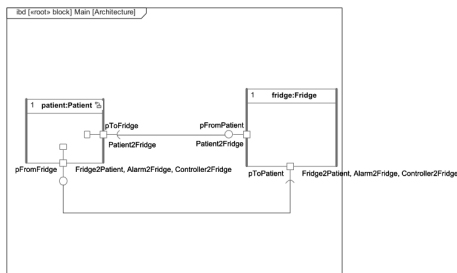 ibd [«root» block] Main [Architecture]
1 patient:Patient
1 fridge:Fridge
pToFridge
pFromPatient
Patient2Fridge
Patient2Fridge
pFromFridge
Fridge2Patient, Alarm2Fridge, Controller2Fridge
pToPatient
Fridge2Patient, Alarm2Fridge, Controller2Fridge